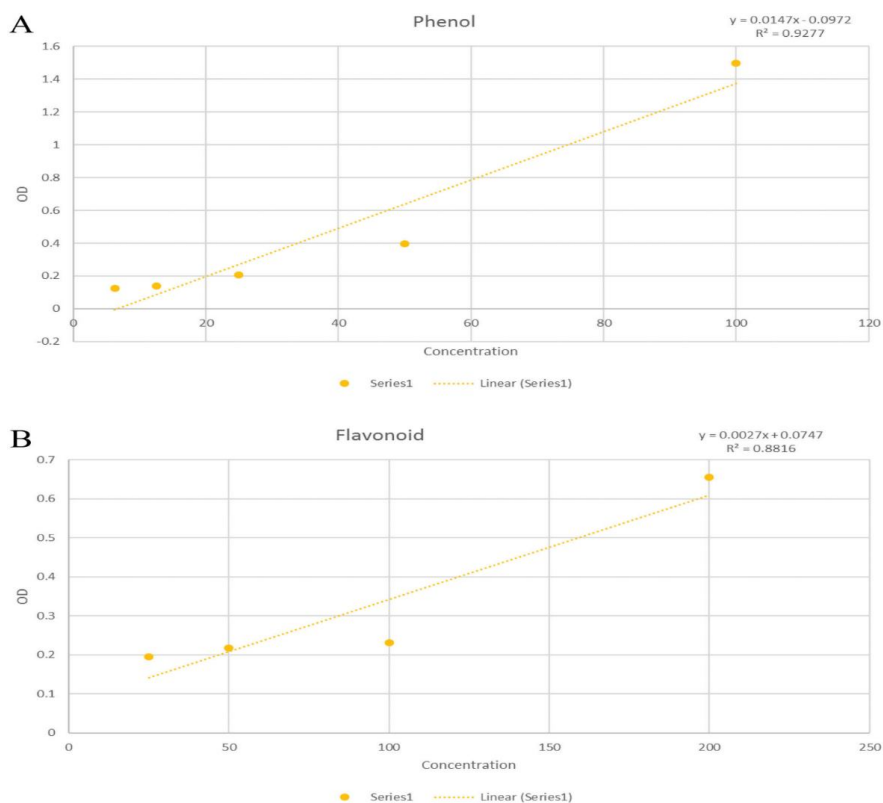 A
Phenol
y = 0.0147x - 0.0972
R² = 0.9277
1.6
1.4
1.2
1
0.8
0.6
0.4
0.2
0
-0.2
OD
0 20 40 60 80 100 120
Concentration
Series1 Linear (Series1)
B
Flavonoid
y = 0.0027x + 0.0747
R² = 0.8816
0.7
0.6
0.5
0.4
0.3
0.2
0.1
0
OD
0 50 100 150 200 250
Concentration
Series1 Linear (Series1)